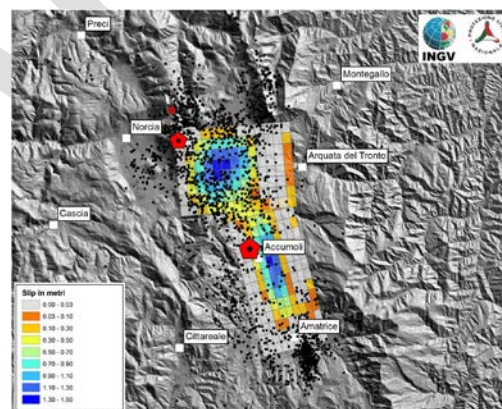 Preci
INGV
Montegallo
Norcia
Arquata del Tronto
Cascia
Accumoli
Slip in metri
0.00 - 0.03
0.03 - 0.10
0.10 - 0.30
0.30 - 0.50
0.50 - 0.70
0.70 - 0.90
0.90 - 1.10
1.10 - 1.30
1.30 - 1.50
Cittareale
Amatrice